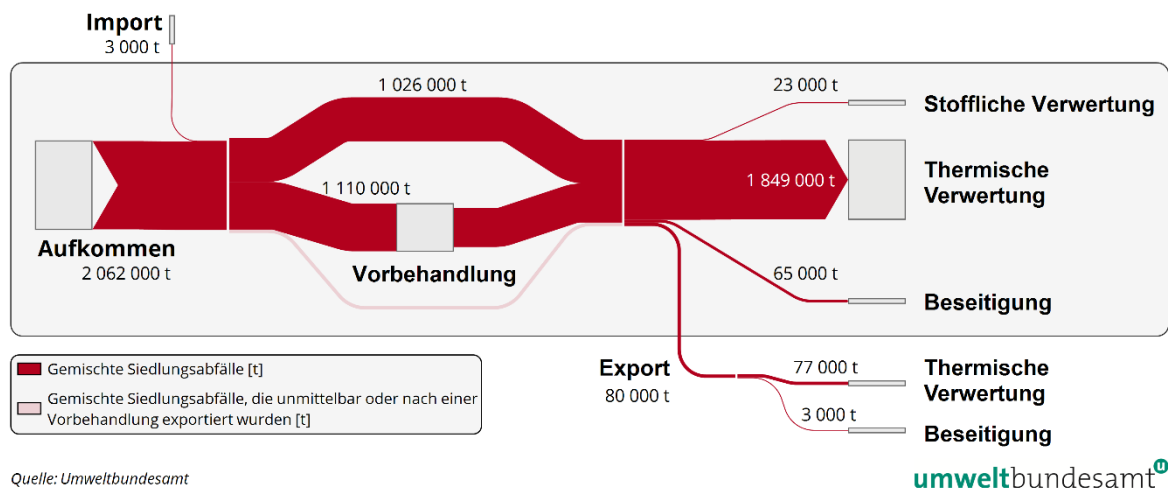 Import
3 000 t
1 026 000 t
23 000 t
Stoffliche Verwertung
1 849 000 t
Thermische
Verwertung
1 110 000 t
Aufkommen
2 062 000 t
Vorbehandlung
65 000 t
Beseitigung
Gemischte Siedlungsabfälle [t]
Gemischte Siedlungsabfälle, die unmittelbar oder nach einer
Vorbehandlung exportiert wurden [t]
Export
80 000 t
77 000 t
Thermische
Verwertung
3 000 t
Beseitigung
Quelle: Umweltbundesamt
umweltbundesamt u